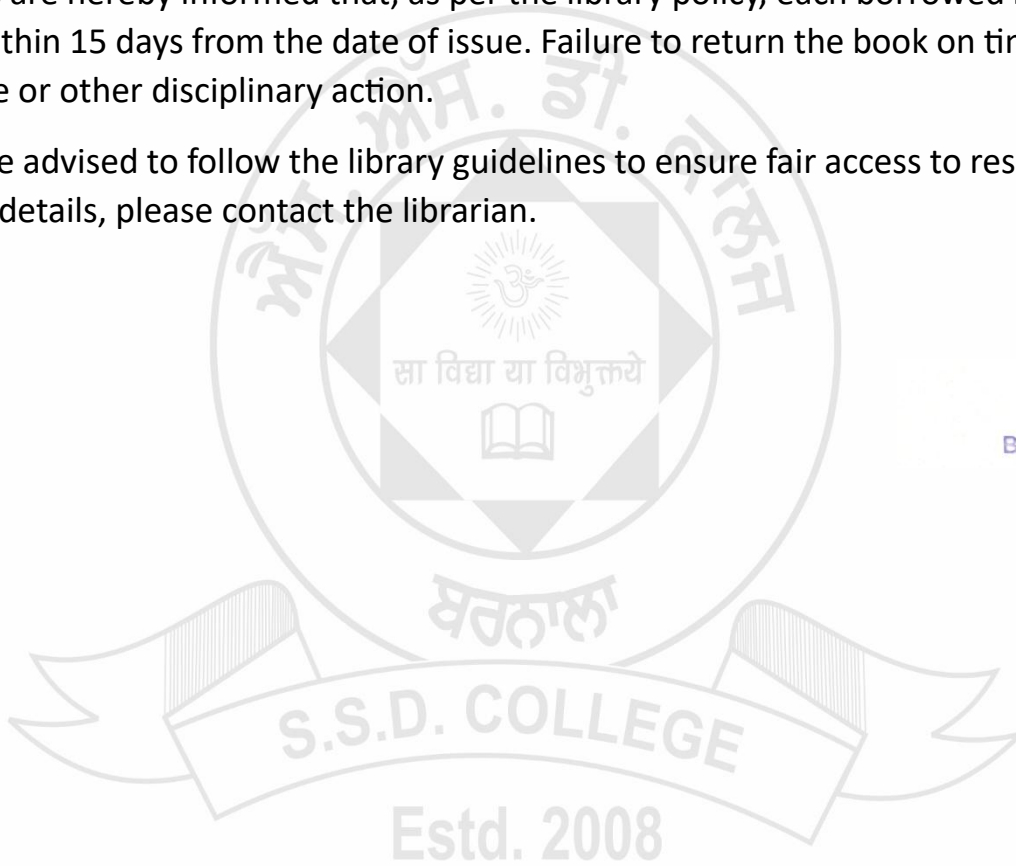 are hereby informed that, as per the library policy, each borrowed
thin 15 days from the date of issue. Failure to return the book on tin
e or other disciplinary action.
e advised to follow the library guidelines to ensure fair access to res
details, please contact the librarian.
ਐੱਸ. ਐੱਸ. ਡੀ. ਕਾਲਜ
ॐ
सा विद्या या विभुक्तये
B
ਬਰਨਾਲਾ
S.S.D. COLLEGE
Estd. 2008